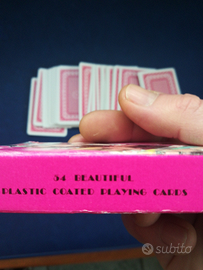 54 BEAUTIFUL
PLASTIC COATED PLAYING CARDS
subito